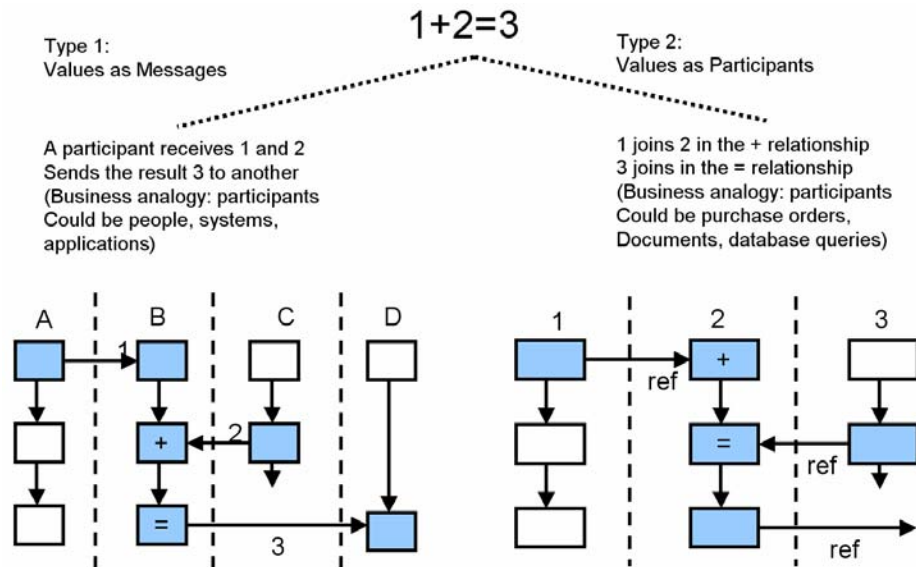 1+2=3
Type 1:
Values as Messages
Type 2:
Values as Participants
A participant receives 1 and 2
Sends the result 3 to another
(Business analogy: participants
Could be people, systems,
applications)
1 joins 2 in the + relationship
3 joins in the = relationship
(Business analogy: participants
Could be purchase orders,
Documents, database queries)
A B C D
1
+ 2
=
3
1 2 3
+
ref
=
ref
ref